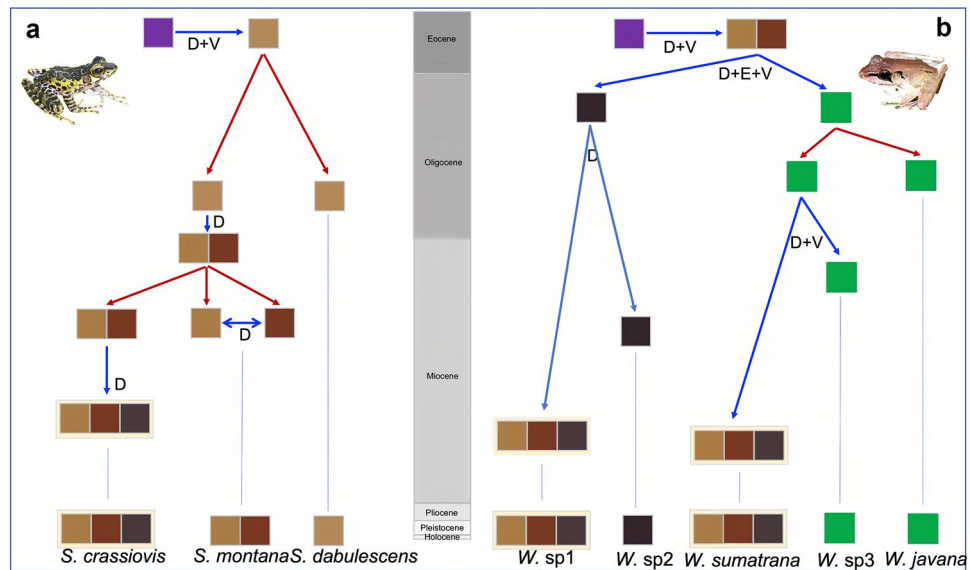 a
D+V
D
D
D
S. crassiovis
S. montana
S. dabulescens
Eocene
Oligocene
Miocene
Pliocene
Pleistocene
Holocene
b
D+V
D+E+V
D
D+V
W. sp1
W. sp2
W. sumatrana
W. sp3
W. javana